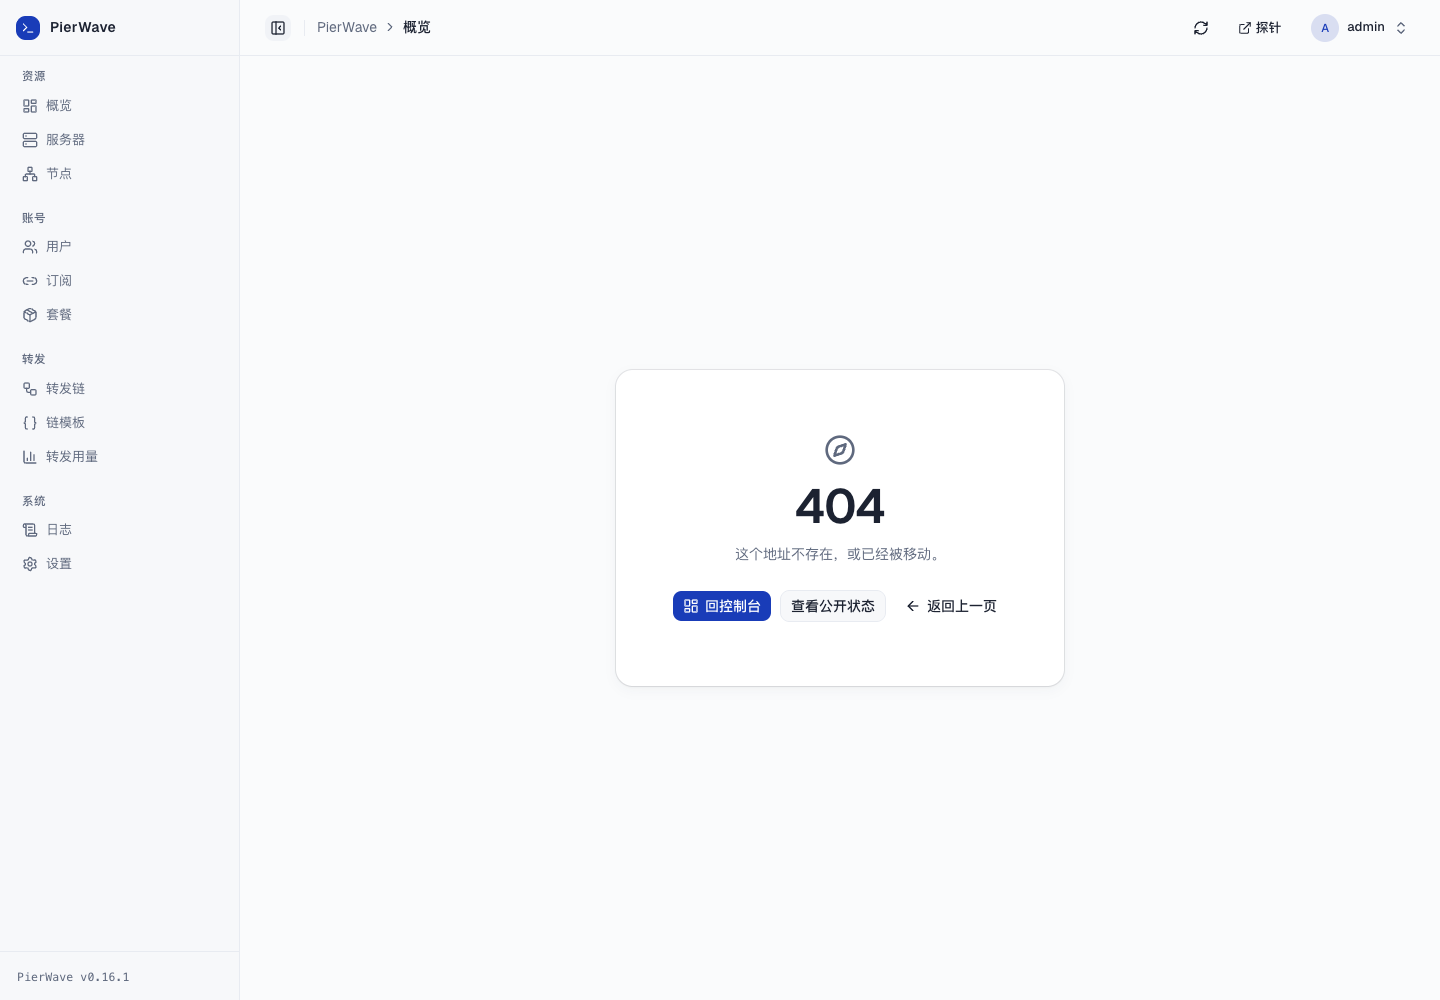 PierWave
PierWave > 概览
探针
A admin
资源
概览
服务器
节点
账号
用户
订阅
套餐
转发
转发链
链模板
转发用量
系统
日志
设置
404
这个地址不存在，或已经被移动。
回控制台 查看公开状态 返回上一页
PierWave v0.16.1